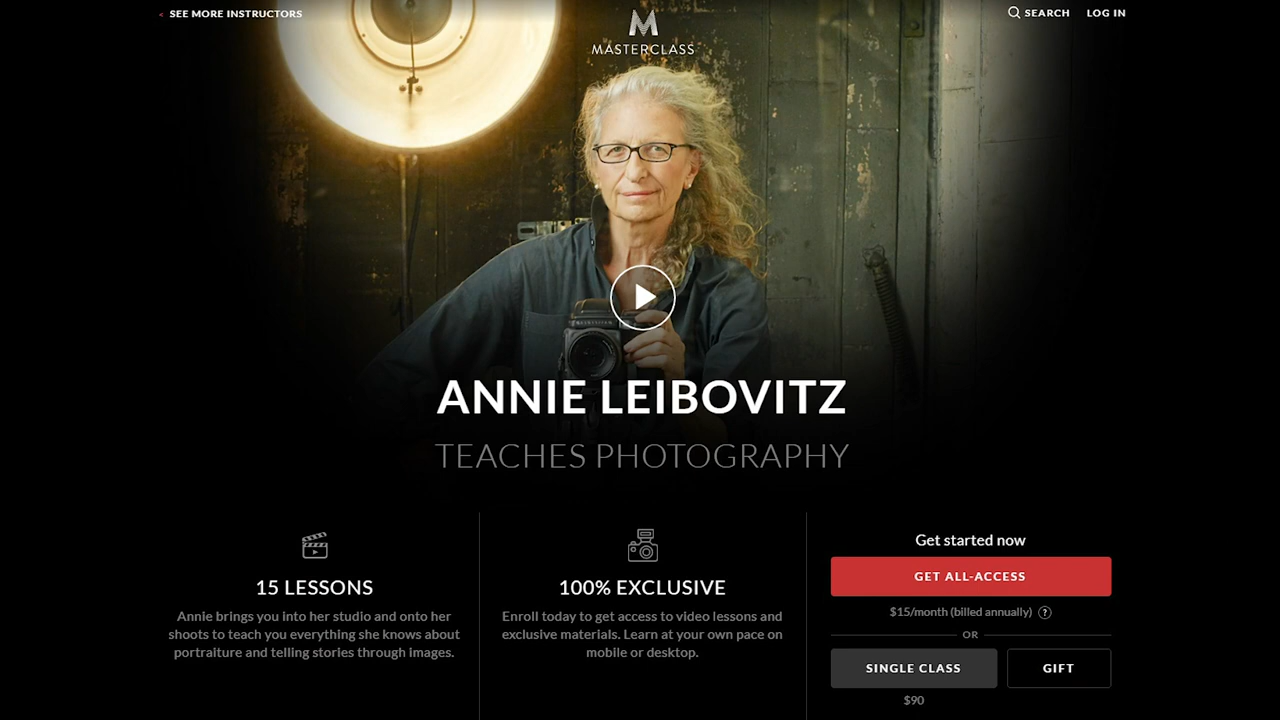 < SEE MORE INSTRUCTORS
SEARCH LOG IN
M
MASTERCLASS
ANNIE LEIBOVITZ
TEACHES PHOTOGRAPHY
15 LESSONS
Annie brings you into her studio and onto her
shoots to teach you everything she knows about
portraiture and telling stories through images.
100% EXCLUSIVE
Enroll today to get access to video lessons and
exclusive materials. Learn at your own pace on
mobile or desktop.
Get started now
GET ALL-ACCESS
$15/month (billed annually) ?
OR
SINGLE CLASS GIFT
$90